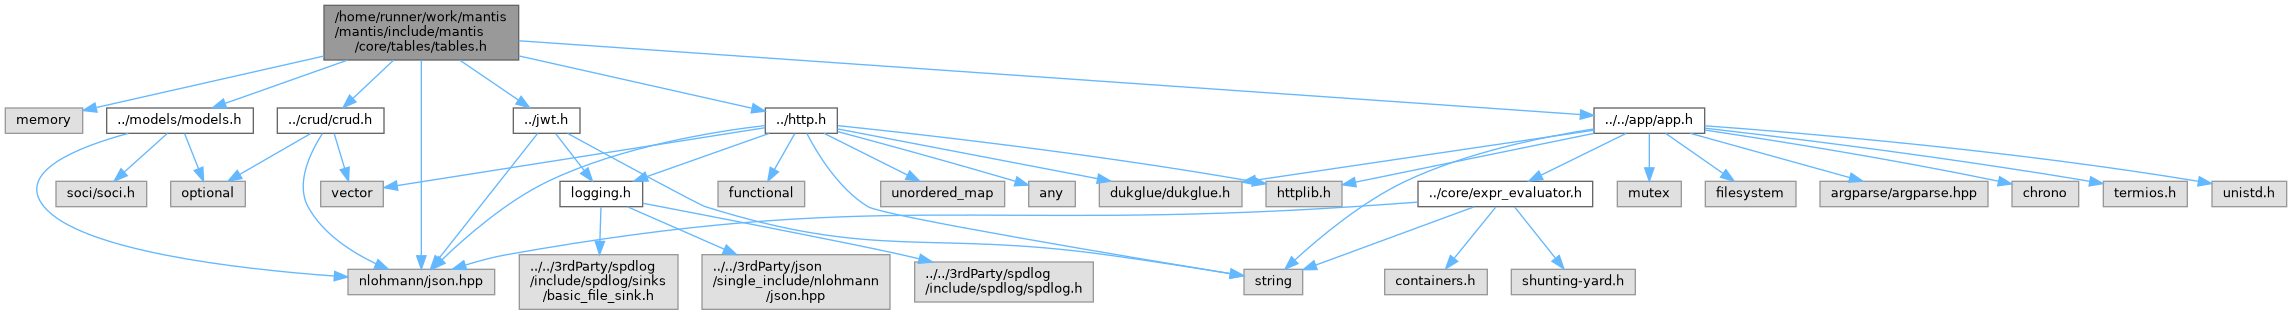 /home/runner/work/mantis
/mantis/include/mantis
/core/tables/tables.h
memory
../models/models.h
../crud/crud.h
../jwt.h
../http.h
../../app/app.h
soci/soci.h
optional
vector
logging.h
functional
unordered_map
any
dukglue/dukglue.h
httplib.h
../core/expr_evaluator.h
mutex
filesystem
argparse/argparse.hpp
chrono
termios.h
unistd.h
nlohmann/json.hpp
../../3rdParty/spdlog
/include/spdlog/sinks
/basic_file_sink.h
../../3rdParty/json
/single_include/nlohmann
/json.hpp
../../3rdParty/spdlog
/include/spdlog/spdlog.h
string
containers.h
shunting-yard.h